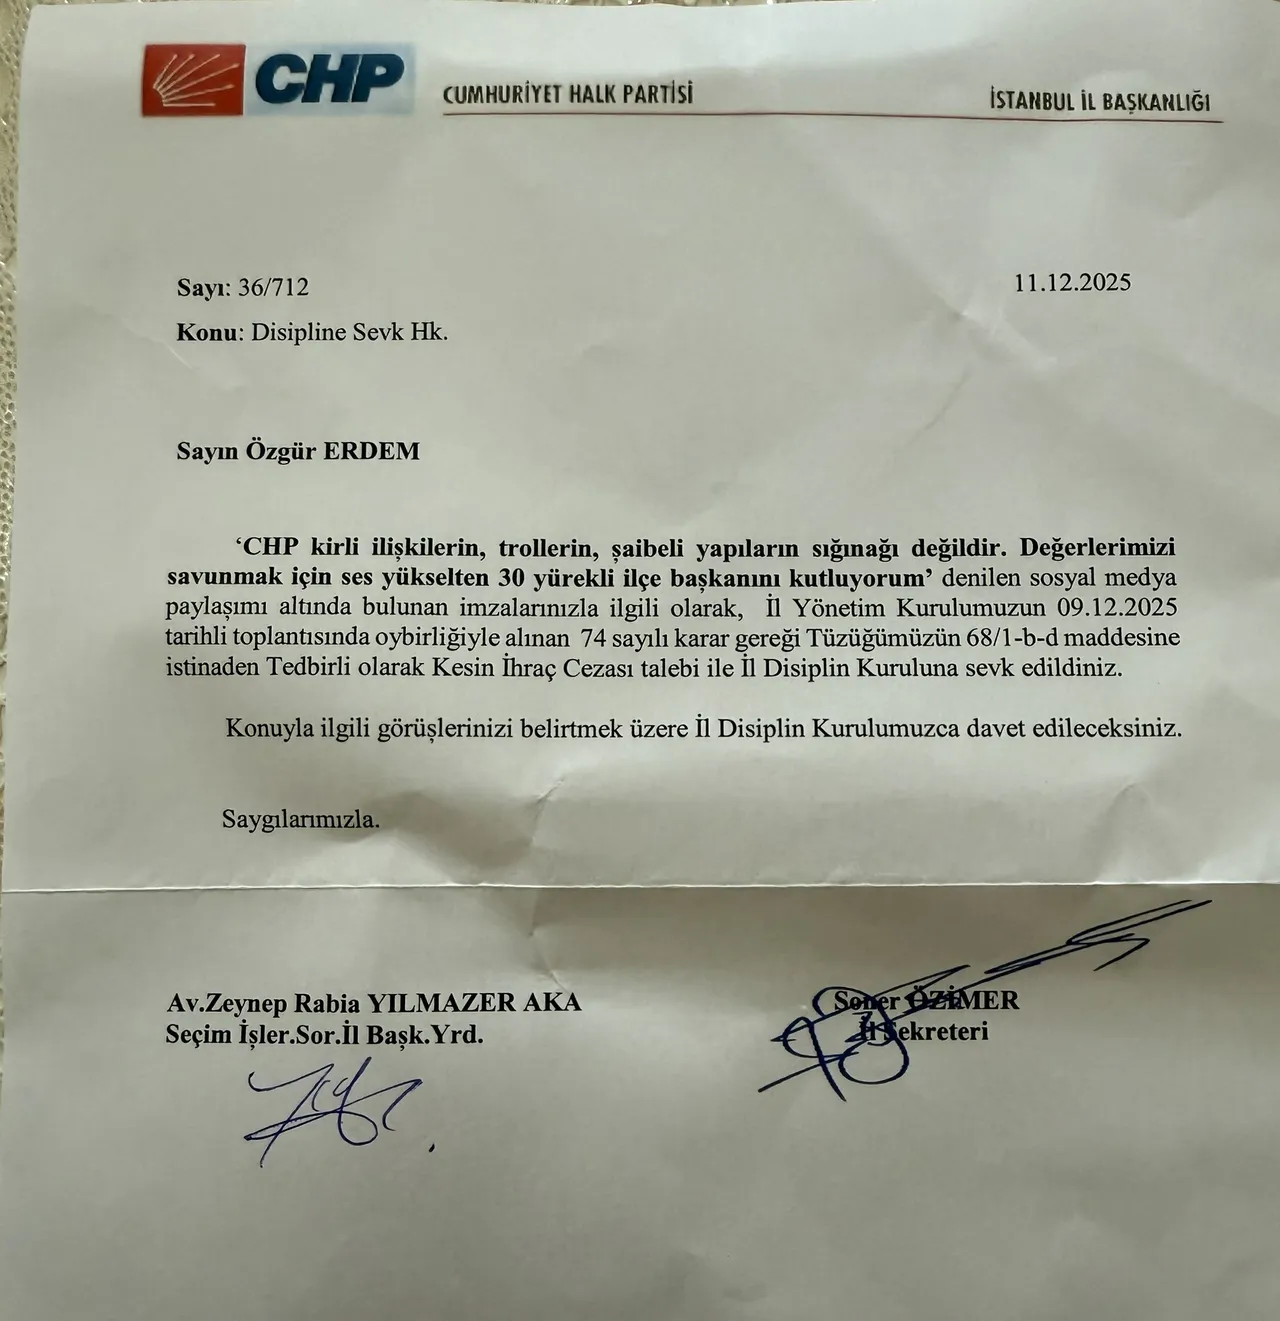 CHP CUMHURİYET HALK PARTİSİ İSTANBUL İL BAŞKANLIĞI
Sayı: 36/712 11.12.2025
Konu: Disipline Sevk Hk.
Sayın Özgür ERDEM
‘CHP kirli ilişkilerin, trollerin, şaibeli yapıların sığınağı değildir. Değerlerimizi
savunmak için ses yükselten 30 yürekli ilçe başkanını kutluyorum’ denilen sosyal medya
paylaşımı altında bulunan imzalarınızla ilgili olarak, İl Yönetim Kurulumuzun 09.12.2025
tarihli toplantısında oybirliğiyle alınan 74 sayılı karar gereği Tüzüğümüzün 68/1-b-d maddesine
istinaden Tedbirli olarak Kesin İhraç Cezası talebi ile İl Disiplin Kuruluna sevk edildiniz.
Konuyla ilgili görüşlerinizi belirtmek üzere İl Disiplin Kurulumuzca davet edileceksiniz.
Saygılarımızla.
Av.Zeynep Rabia YILMAZER AKA Soner ÖZİMER
Seçim İşler.Sor.İl Başk.Yrd. İl Sekreteri